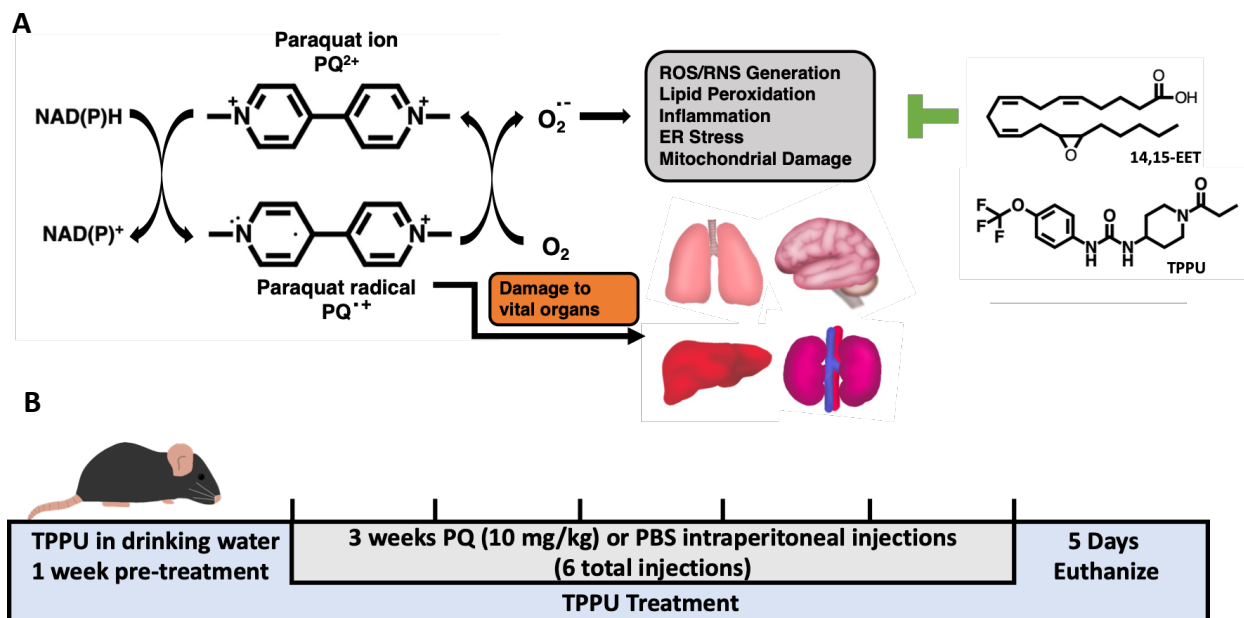 A
Paraquat ion
PQ²⁺
NAD(P)H
NAD(P)⁺
+
N
+
N
N
+
N
Paraquat radical
PQ·⁺
O₂·⁻
O₂
ROS/RNS Generation
Lipid Peroxidation
Inflammation
ER Stress
Mitochondrial Damage
Damage to
vital organs
O
OH
O
14,15-EET
F
F
F
O
O
N
H
N
H
N
O
TPPU
B
TPPU in drinking water
1 week pre-treatment
3 weeks PQ (10 mg/kg) or PBS intraperitoneal injections
(6 total injections)
TPPU Treatment
5 Days
Euthanize